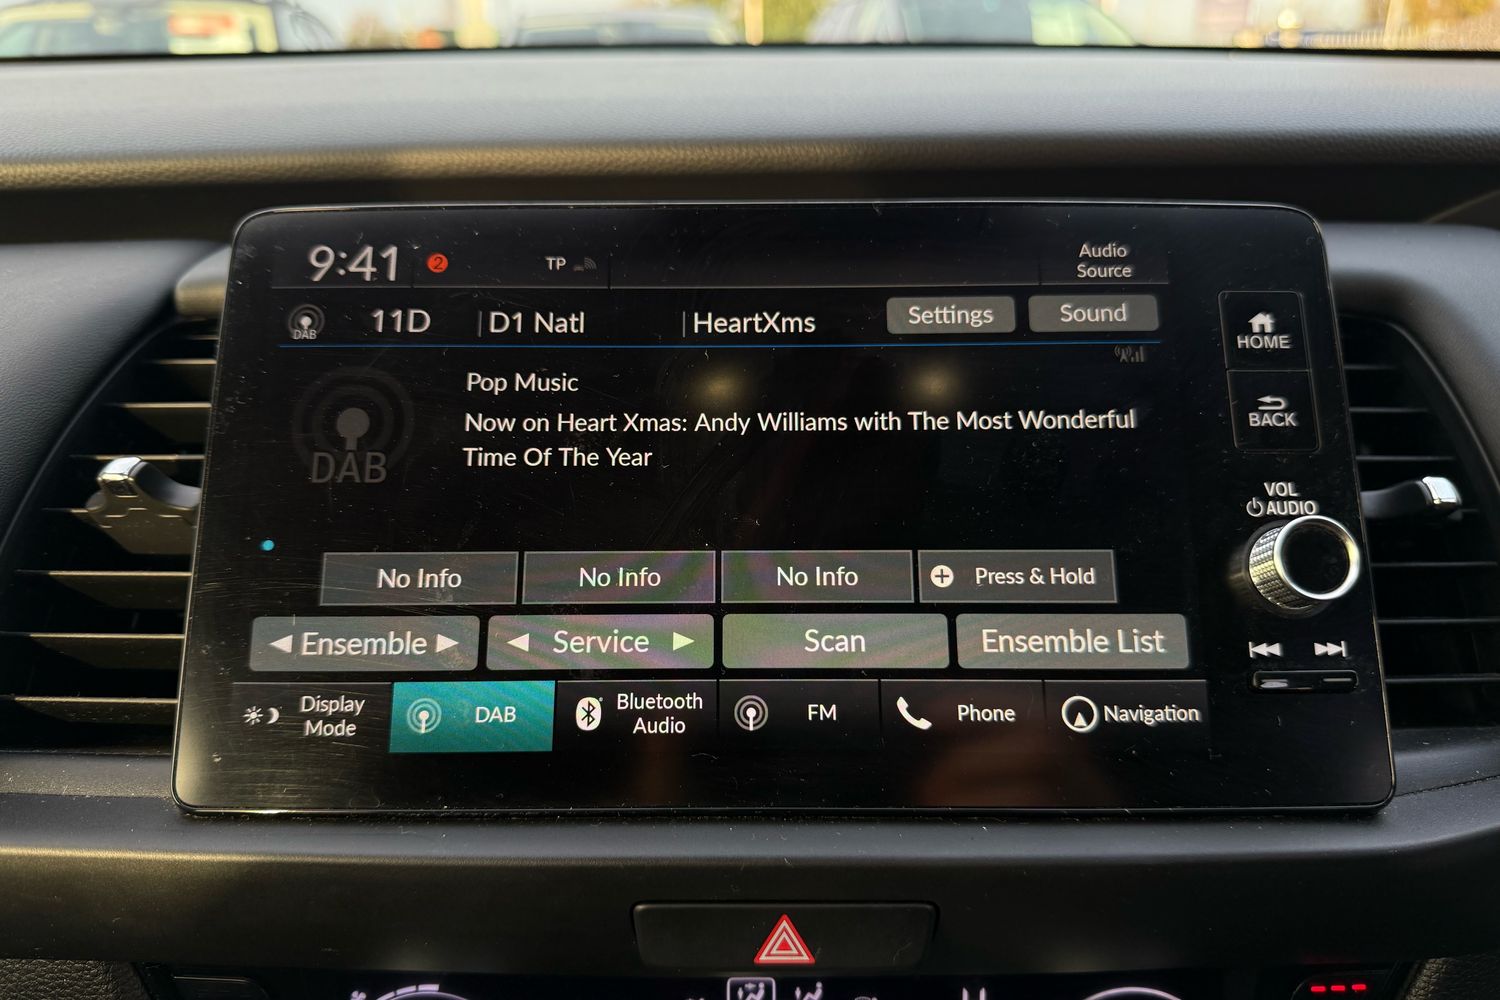 9:41
2
TP
Audio
Source
DAB
11D
D1 Natl
HeartXms
Settings
Sound
HOME
Pop Music
Now on Heart Xmas: Andy Williams with The Most Wonderful
Time Of The Year
DAB
BACK
VOL
AUDIO
No Info
No Info
No Info
Press & Hold
Ensemble
Service
Scan
Ensemble List
Display
Mode
DAB
Bluetooth
Audio
FM
Phone
Navigation